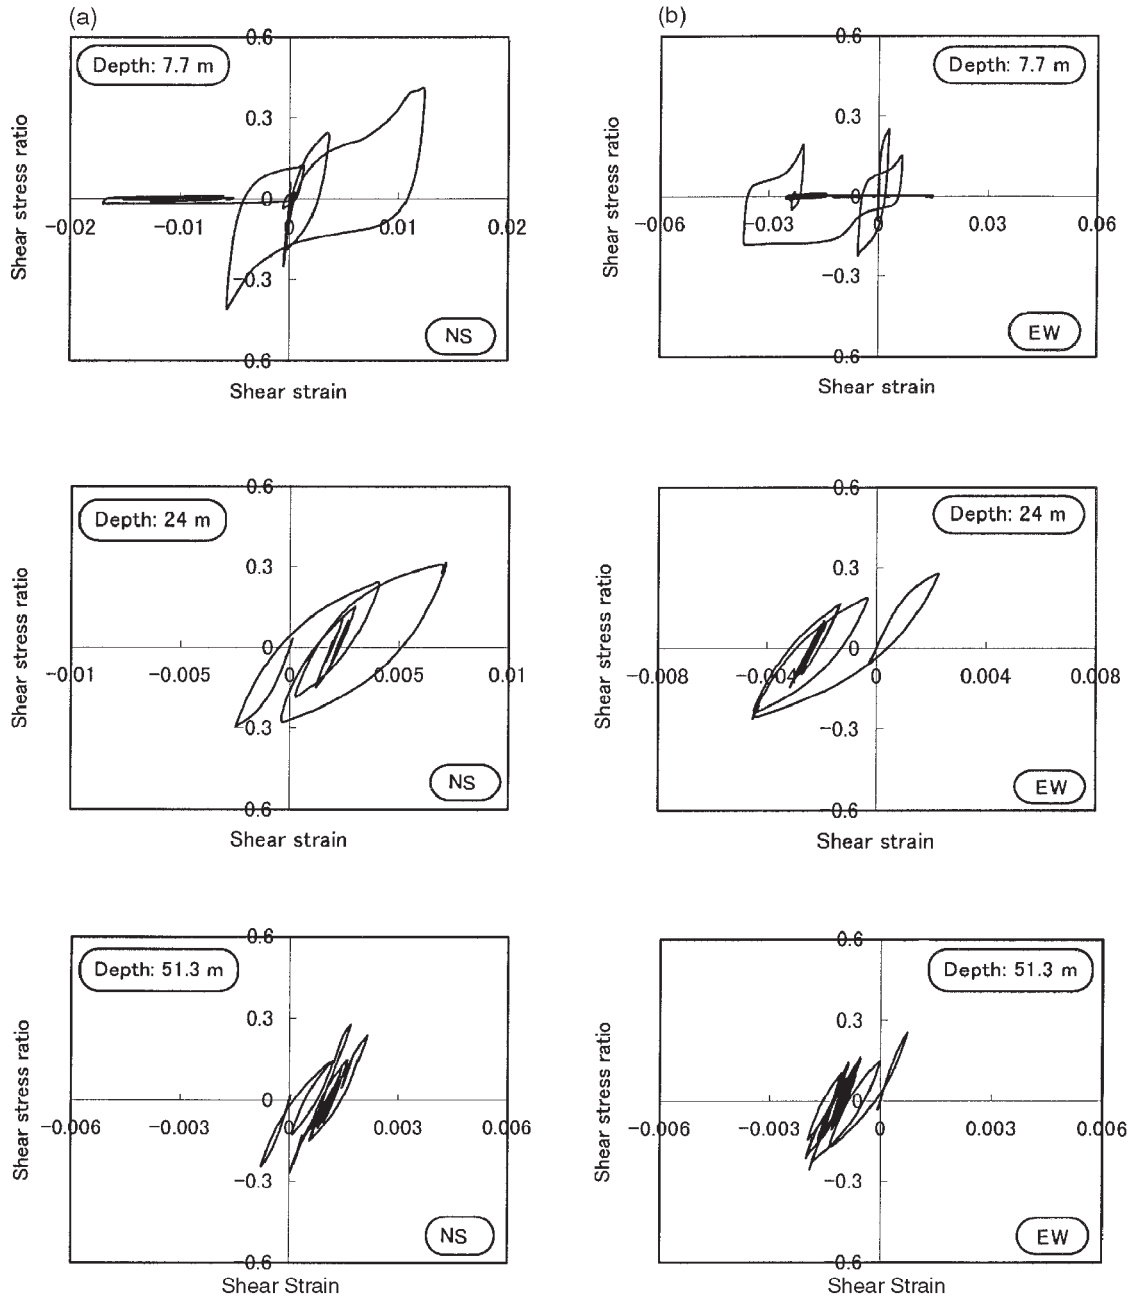 (a)
0.6
Depth: 7.7 m
0.3
0
−0.02 −0.01 0 0.01 0.02
−0.3
NS
0.6
Shear stress ratio
Shear strain
(b)
0.6
Depth: 7.7 m
0.3
0
−0.06 −0.03 0 0.03 0.06
−0.3
EW
0.6
Shear stress ratio
Shear strain
0.6
Depth: 24 m
0.3
0
−0.01 −0.005 0 0.005 0.01
0.3
NS
0.6
Shear stress ratio
Shear strain
0.6
Depth: 24 m
0.3
0
−0.008 −0.004 0 0.004 0.008
−0.3
EW
0.6
Shear stress ratio
Shear strain
0.6
Depth: 51.3 m
0.3
0
−0.006 −0.003 0 0.003 0.006
−0.3
NS
0.6
Shear stress ratio
Shear Strain
0.6
Depth: 51.3 m
0.3
0
−0.006 −0.003 0 0.003 0.006
−0.3
EW
0.6
Shear stress ratio
Shear Strain